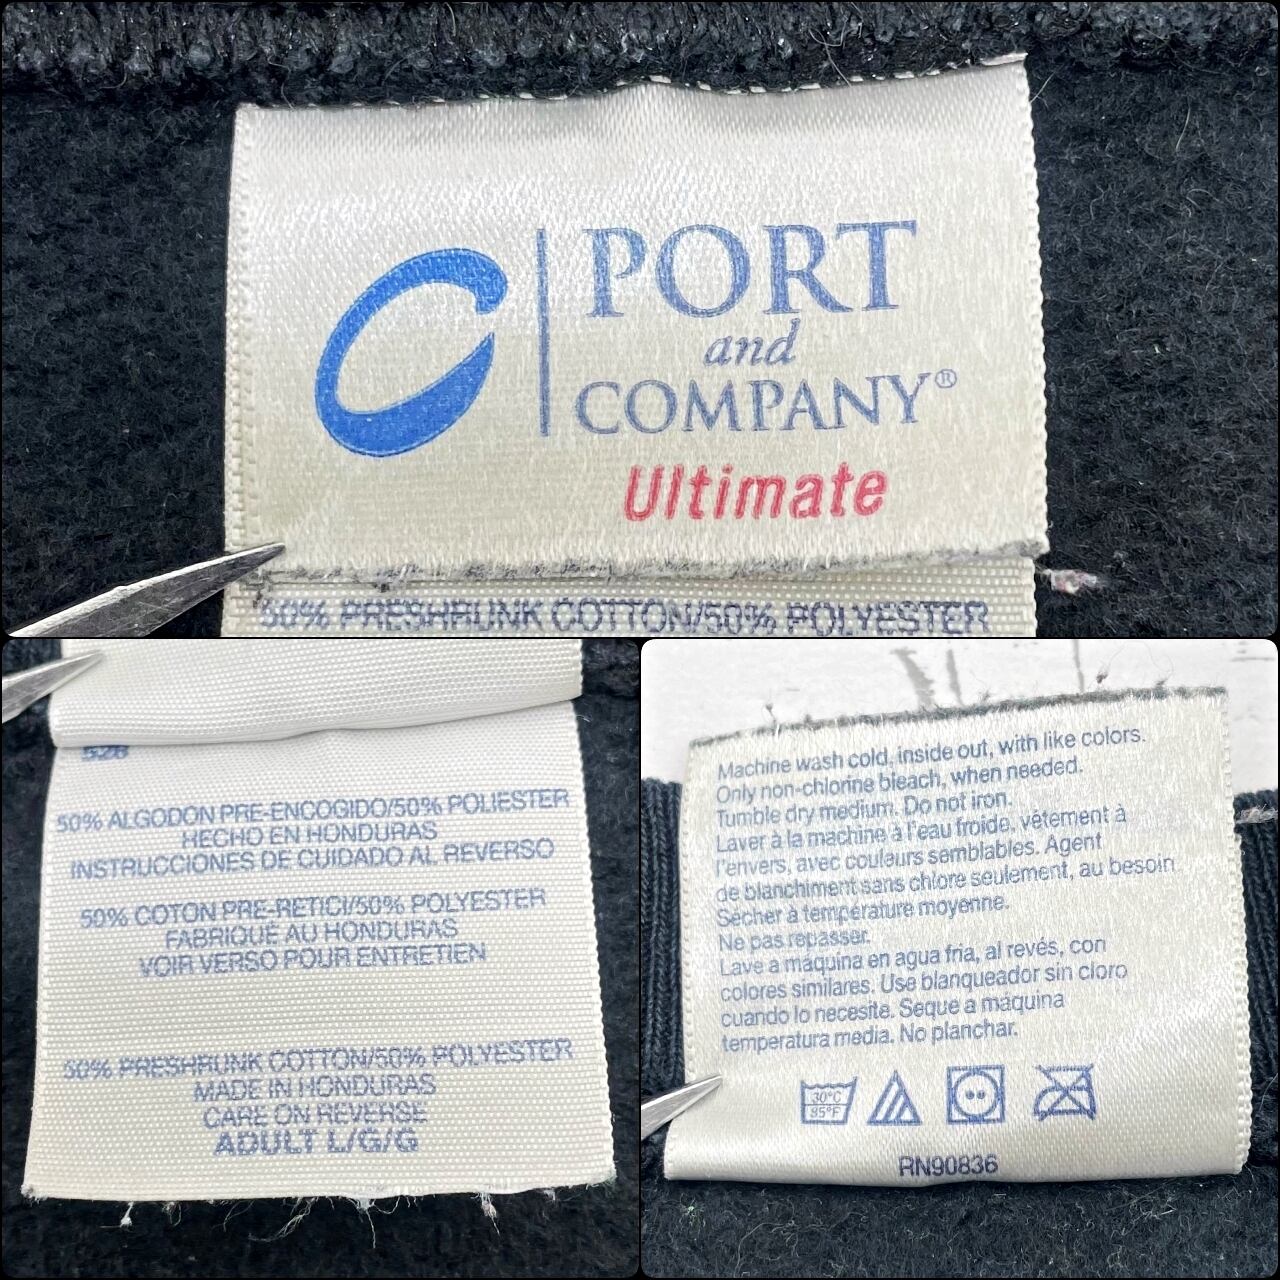 PORT
and
COMPANY®
Ultimate
50% PRESHRUNK COTTON/50% POLYESTER
50% ALGODON PRE-ENCOGIDO/50% POLIESTER
HECHO EN HONDURAS
INSTRUCCIONES DE CUIDADO AL REVERSO
50% COTON PRE-RETICI/50% POLYESTER
FABRIQUE AU HONDURAS
VOIR VERSO POUR ENTRETIEN
50% PRESHRUNK COTTON/50% POLYESTER
MADE IN HONDURAS
CARE ON REVERSE
ADULT L/G/G
Machine wash cold, inside out, with like colors.
Only non-chlorine bleach, when needed.
Tumble dry medium. Do not iron.
Laver à la machine à l'eau froide, vêtement à
l'envers, avec couleurs semblables. Agent
de blanchiment sans chlore seulement, au besoin
Sécher à température moyenne.
Ne pas repasser.
Lave a máquina en agua fria, al revés, con
colores similares. Use blanqueador sin cloro
cuando lo necesite. Seque a máquina
temperatura media. No planchar.
30°C
85°F
RN90836